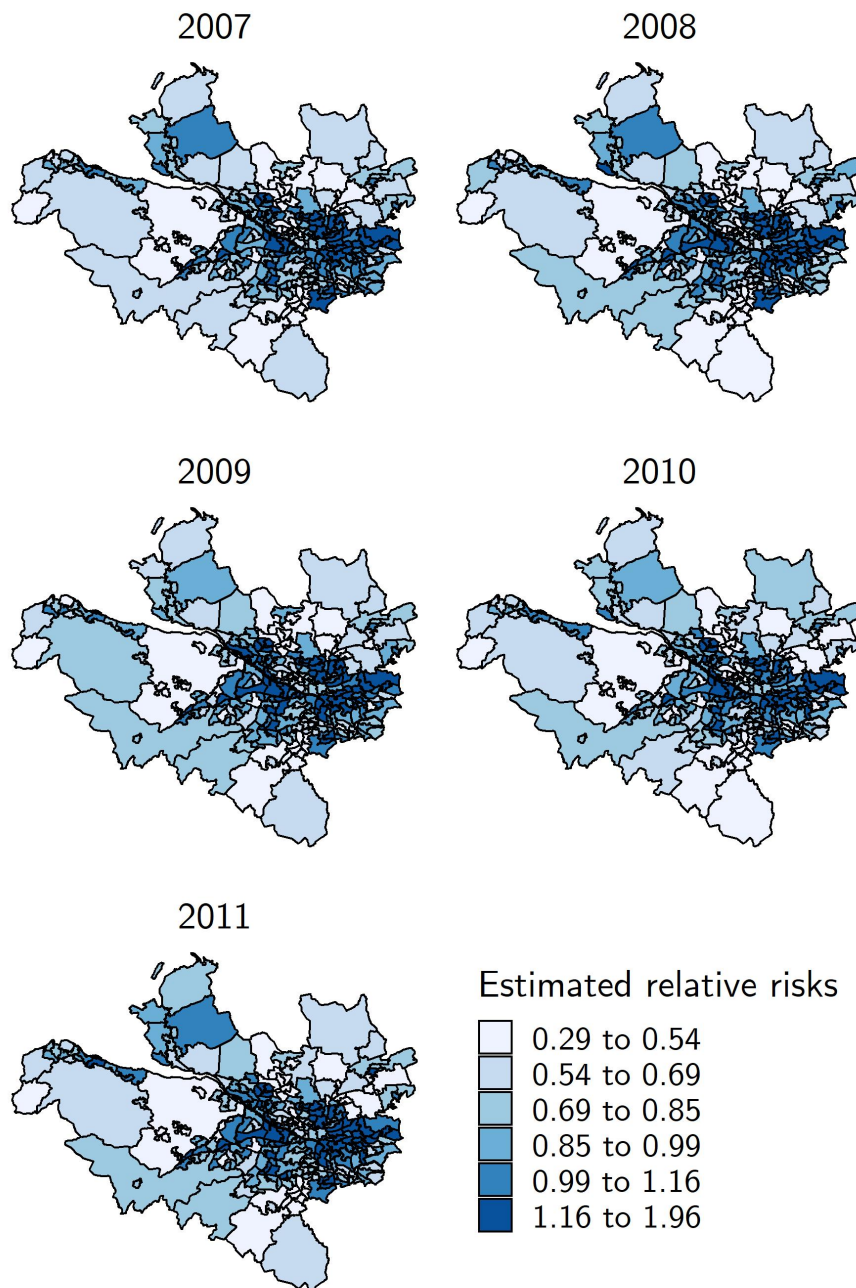 2007
2008
2009
2010
2011
Estimated relative risks
0.29 to 0.54
0.54 to 0.69
0.69 to 0.85
0.85 to 0.99
0.99 to 1.16
1.16 to 1.96